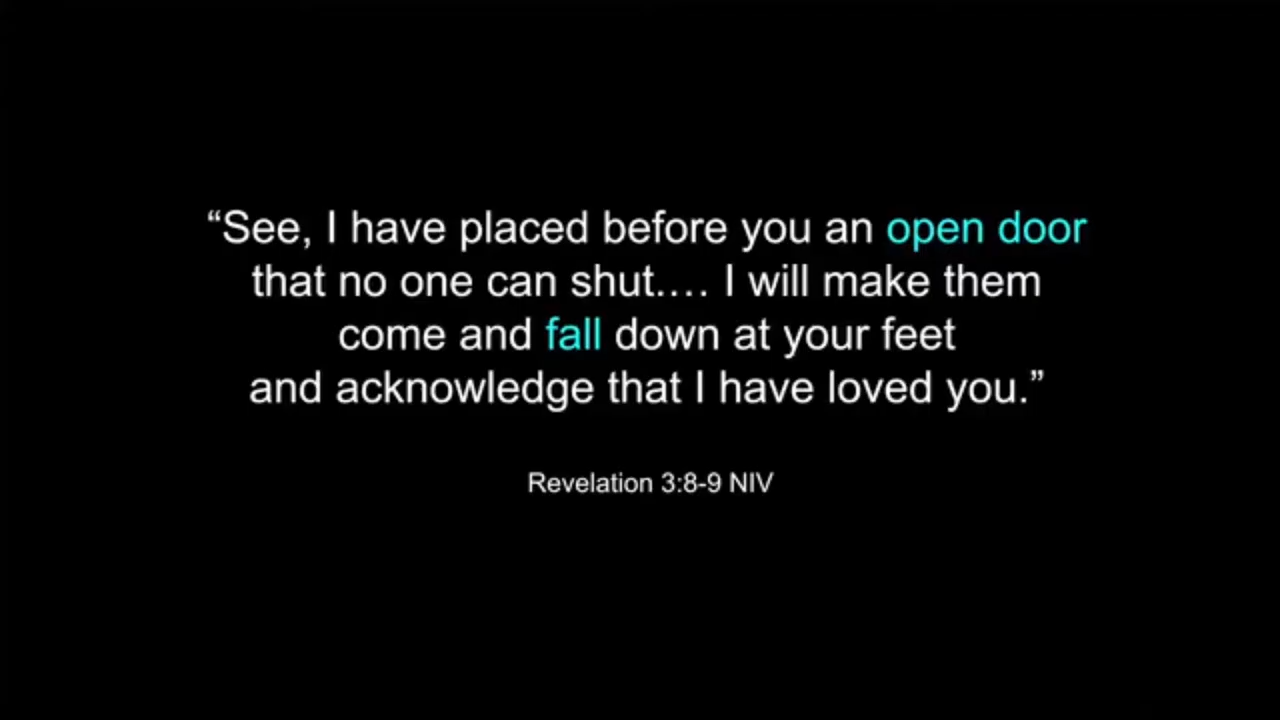 “See, I have placed before you an open door
that no one can shut.… I will make them
come and fall down at your feet
and acknowledge that I have loved you.”
Revelation 3:8-9 NIV